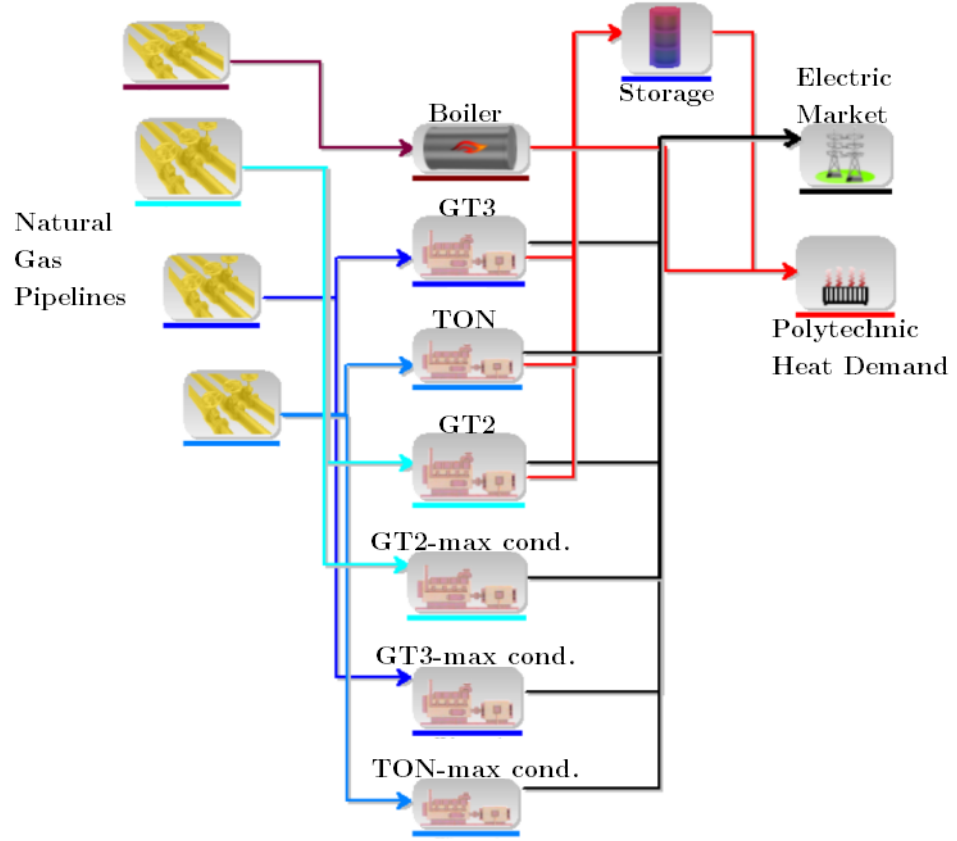 Storage
Electric
Market
Boiler
GT3
Natural
Gas
Pipelines
TON
Polytechnic
Heat Demand
GT2
GT2-max cond.
GT3-max cond.
TON-max cond.